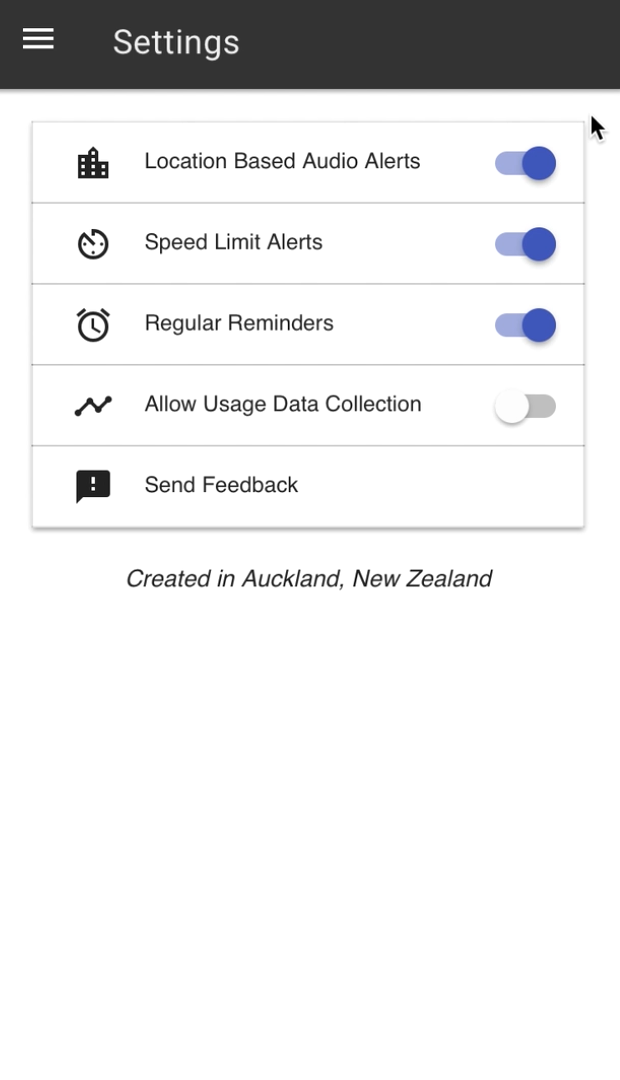 Settings
Location Based Audio Alerts
Speed Limit Alerts
Regular Reminders
Allow Usage Data Collection
Send Feedback
Created in Auckland, New Zealand